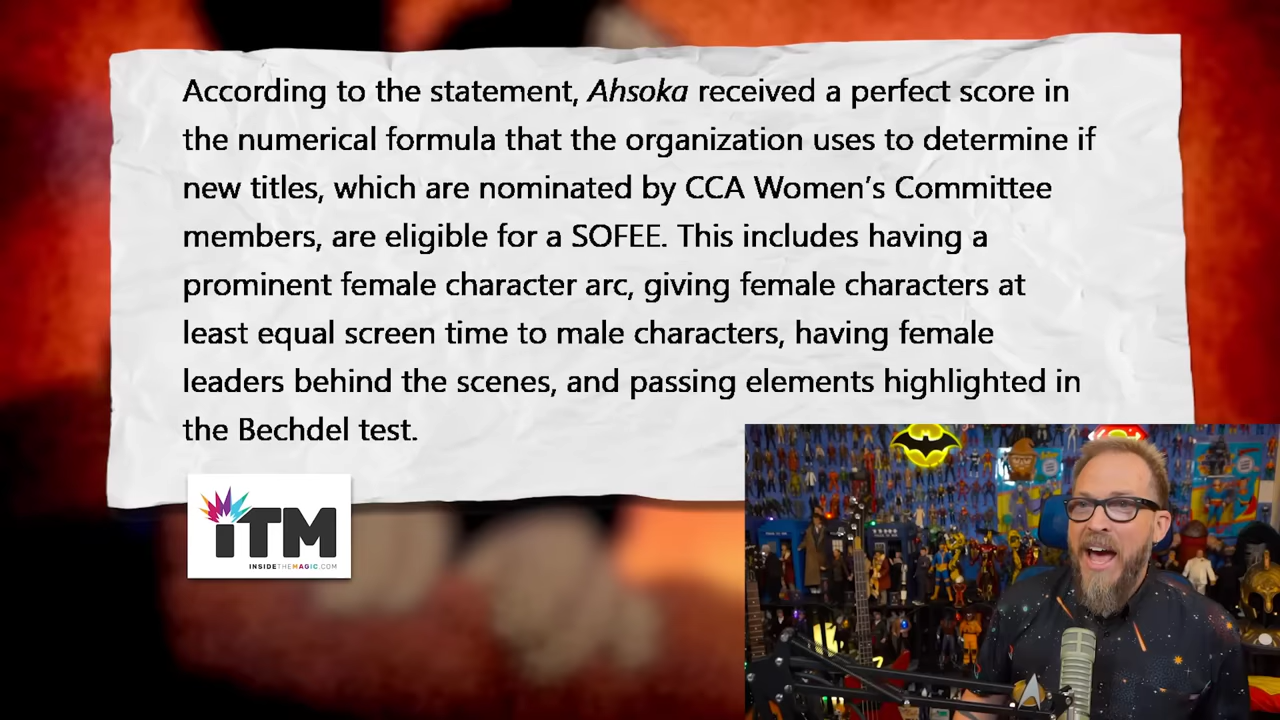 According to the statement, Ahsoka received a perfect score in
the numerical formula that the organization uses to determine if
new titles, which are nominated by CCA Women's Committee
members, are eligible for a SOFEE. This includes having a
prominent female character arc, giving female characters at
least equal screen time to male characters, having female
leaders behind the scenes, and passing elements highlighted in
the Bechdel test.
iTM
INSIDETHEMAGIC.COM